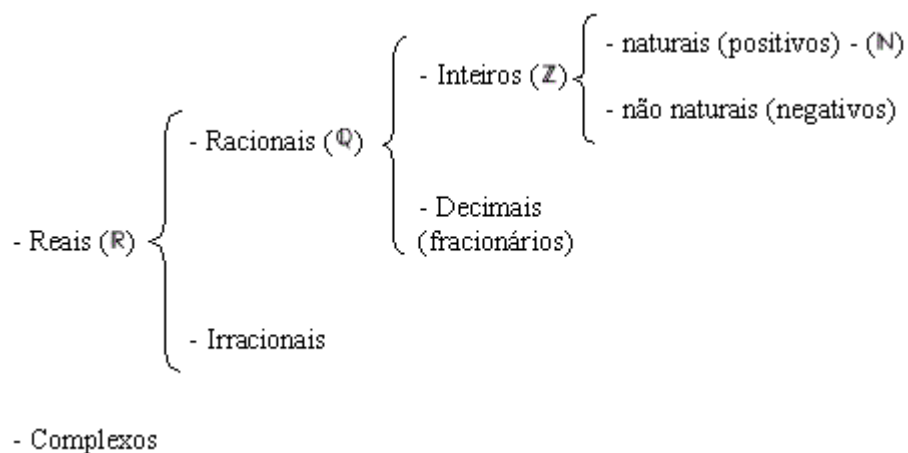 - naturais (positivos) - (ℕ)
- Inteiros (ℤ)
- não naturais (negativos)
- Racionais (ℚ)
- Decimais
(fracionários)
- Reais (ℝ)
- Irracionais
- Complexos